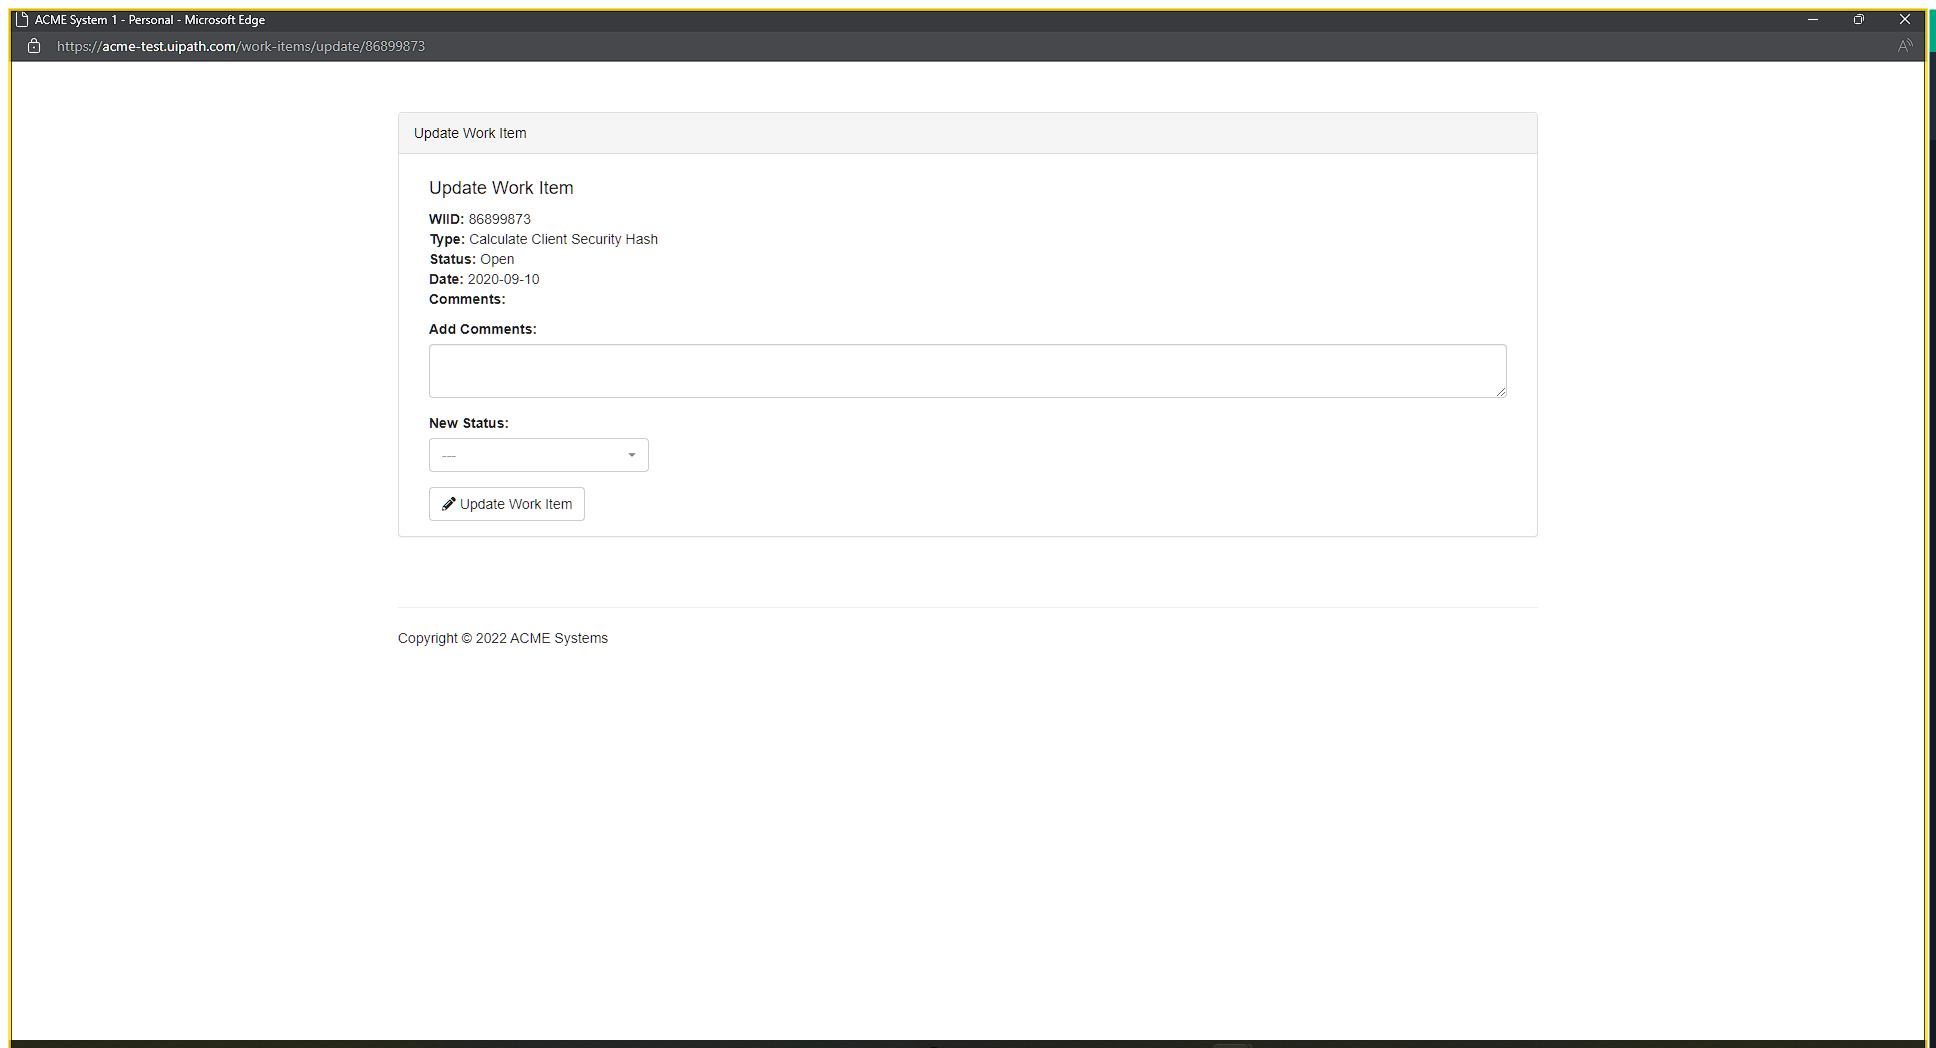 ACME System 1 - Personal - Microsoft Edge
https://acme-test.uipath.com/work-items/update/86899873
Update Work Item
Update Work Item
WIID: 86899873
Type: Calculate Client Security Hash
Status: Open
Date: 2020-09-10
Comments:
Add Comments:
New Status:
---
Update Work Item
Copyright © 2022 ACME Systems